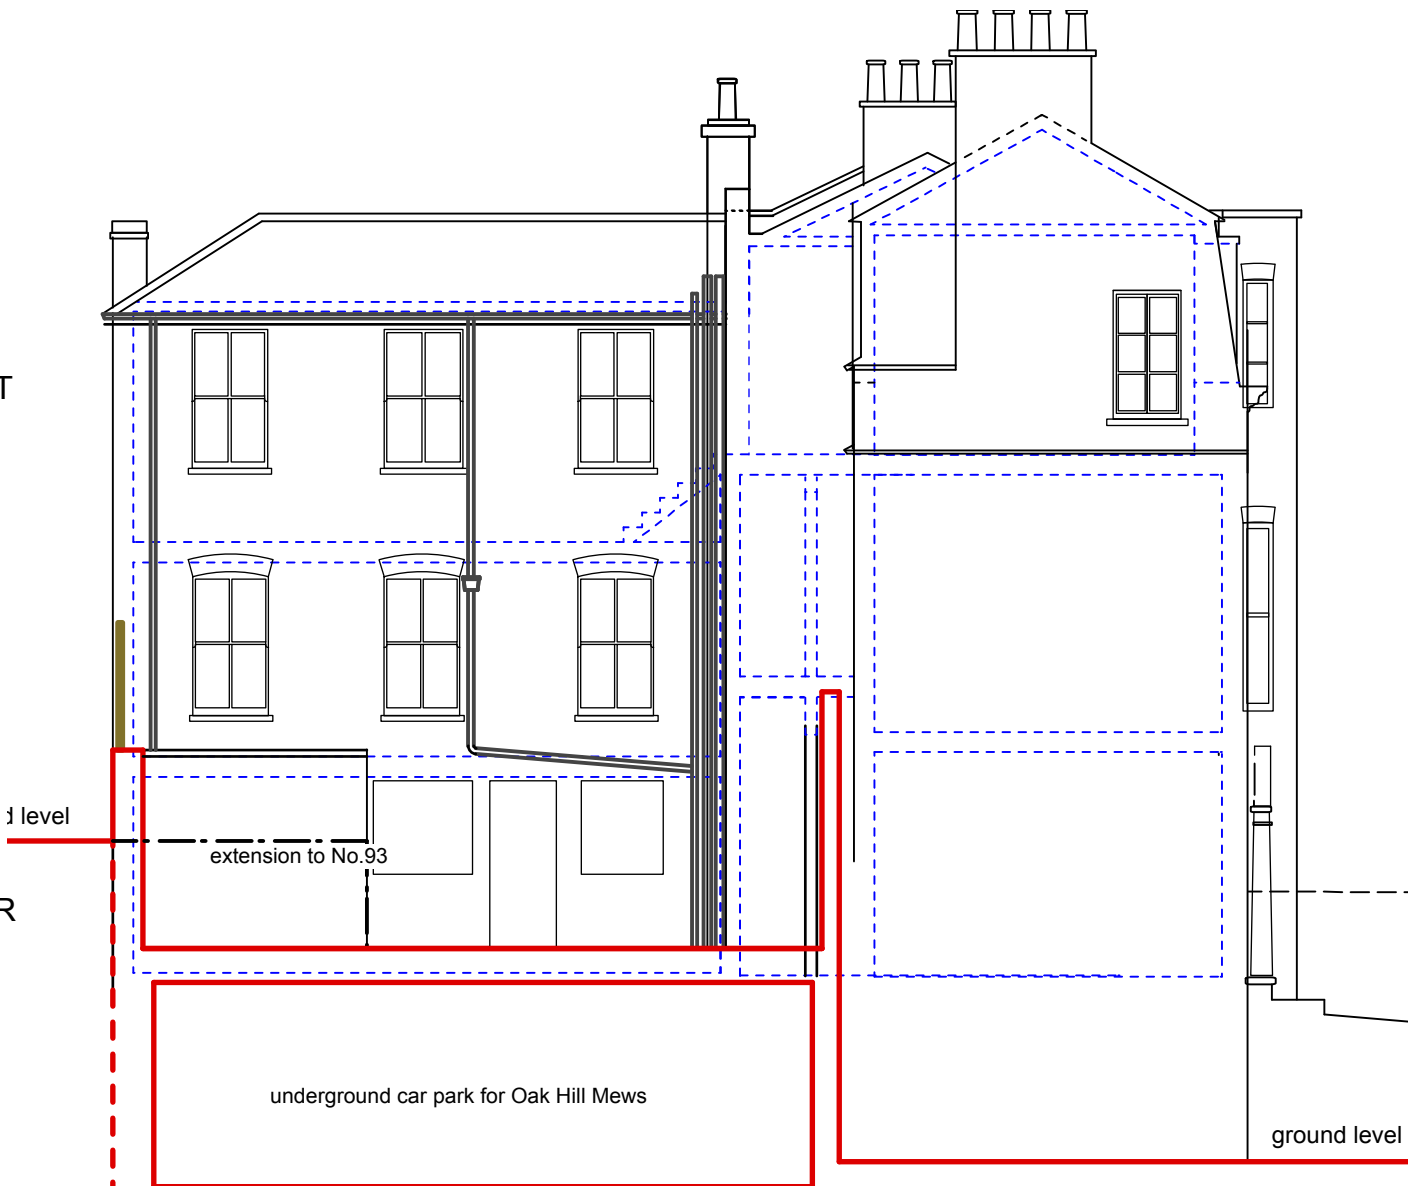 T
d level
extension to No.93
R
underground car park for Oak Hill Mews
ground level